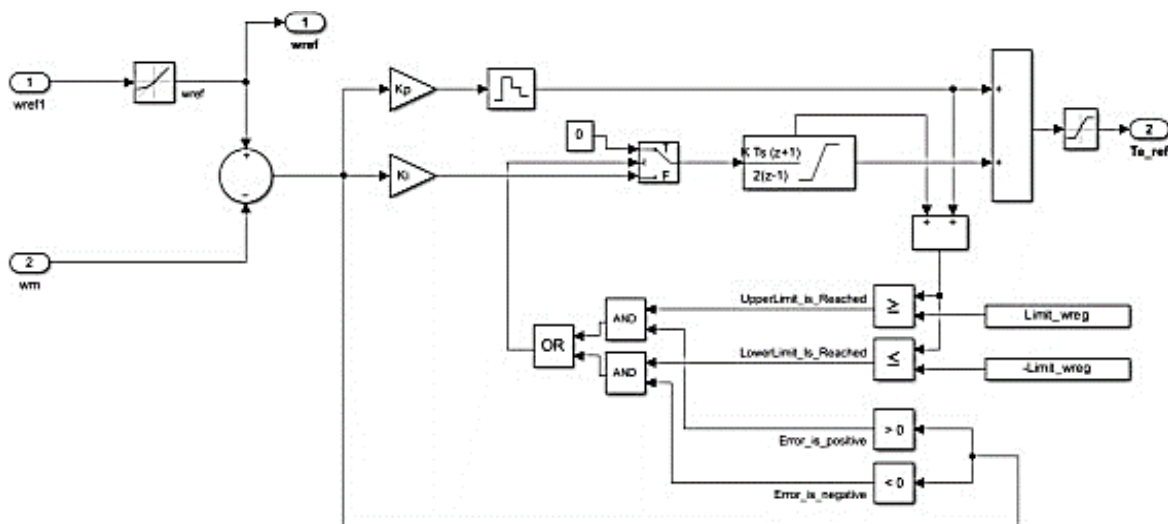 1
wref
1
wref1
wref
Kp
0
T
F
K Ts (z+1)
2(z-1)
2
Te_ref
+
-
Ki
+
+
+
+
2
wm
UpperLimit_is_Reached
≥
Limit_wreg
AND
OR
LowerLimit_Is_Reached
≤
-Limit_wreg
AND
> 0
Error_is_positive
< 0
Error_is_negative